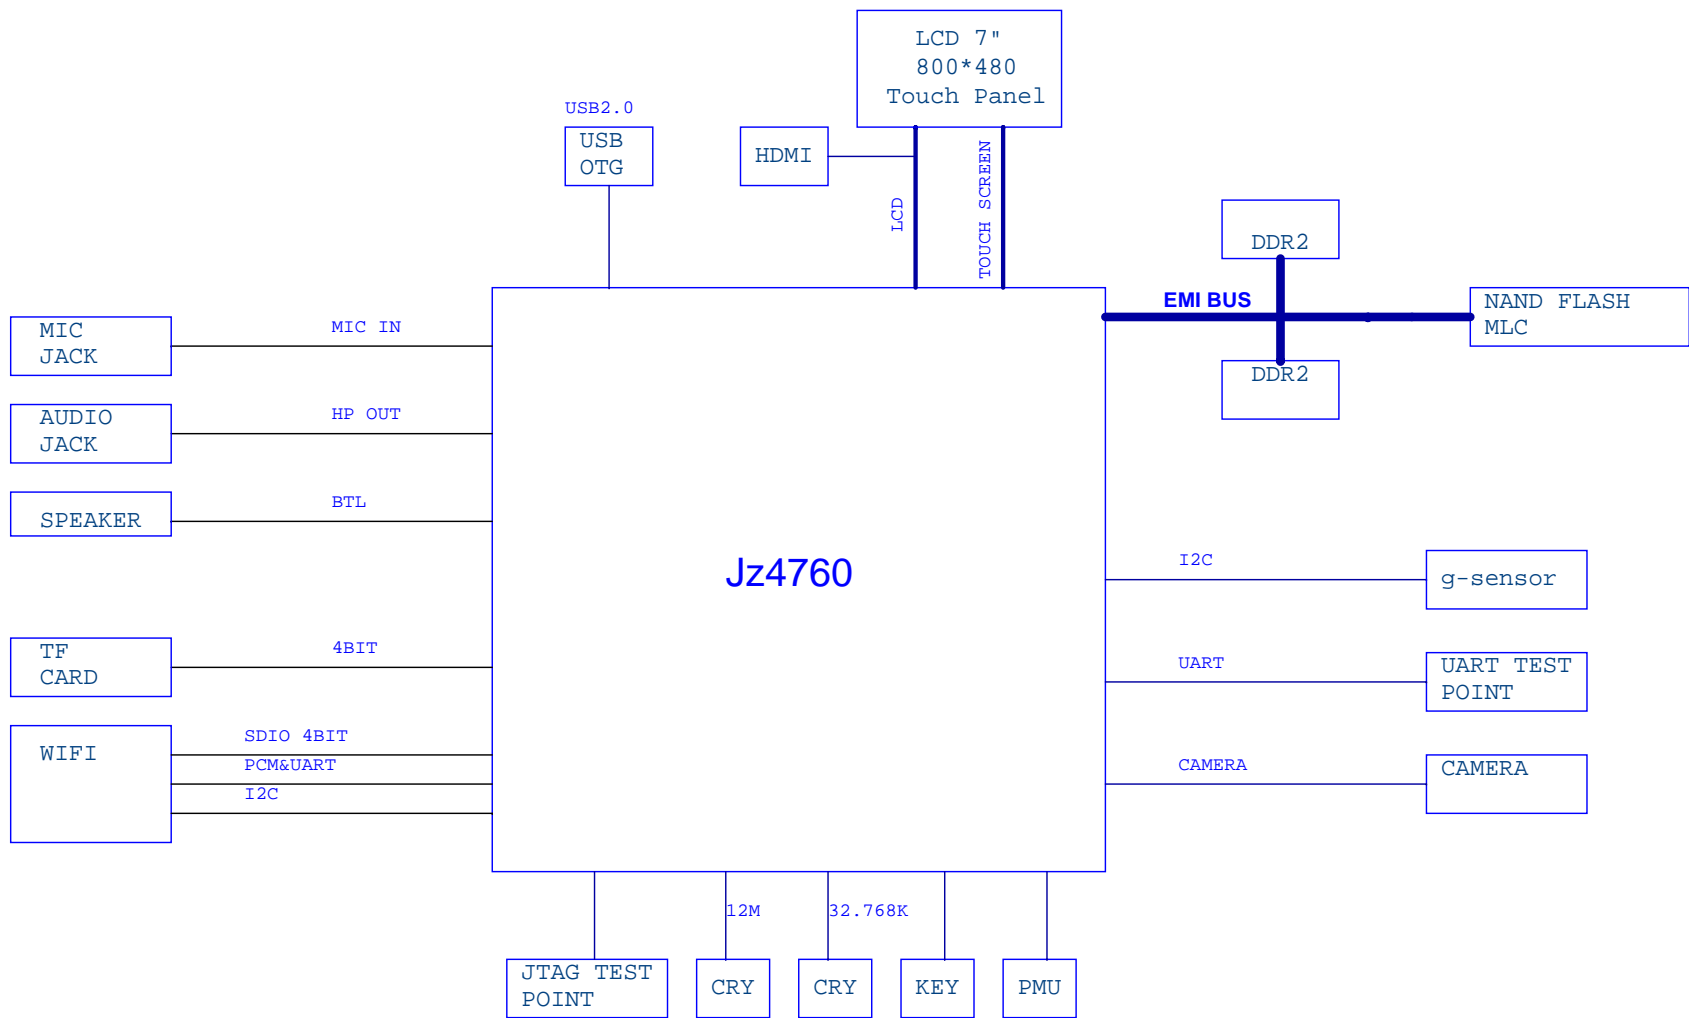 LCD 7"
800*480
Touch Panel
USB2.0
USB
OTG
HDMI
LCD
TOUCH SCREEN
DDR2
EMI BUS
NAND FLASH
MLC
DDR2
MIC
JACK
MIC IN
AUDIO
JACK
HP OUT
SPEAKER
BTL
Jz4760
I2C
g-sensor
TF
CARD
4BIT
UART
UART TEST
POINT
WIFI
SDIO 4BIT
PCM&UART
I2C
CAMERA
CAMERA
12M
32.768K
JTAG TEST
POINT
CRY
CRY
KEY
PMU